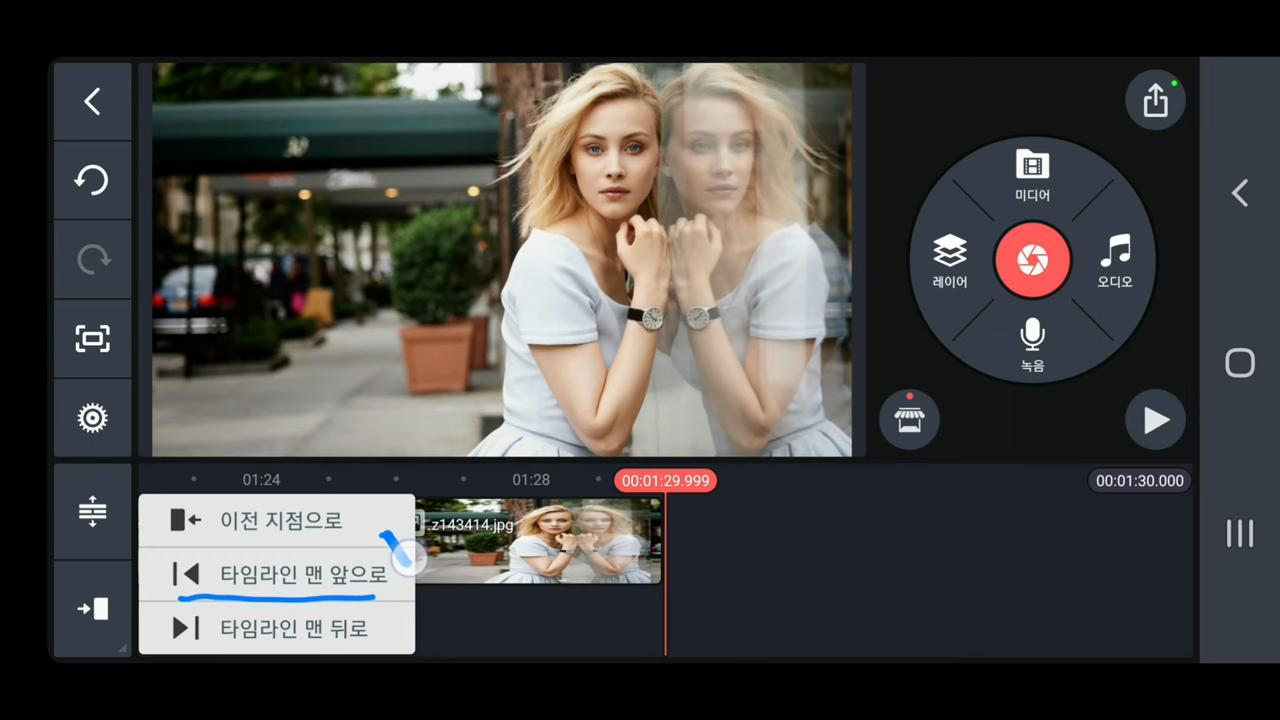 미디어
레이어
오디오
녹음
01:24
01:28
00:01:29.999
00:01:30.000
이전 지점으로
z143414.jpg
타임라인 맨 앞으로
타임라인 맨 뒤로